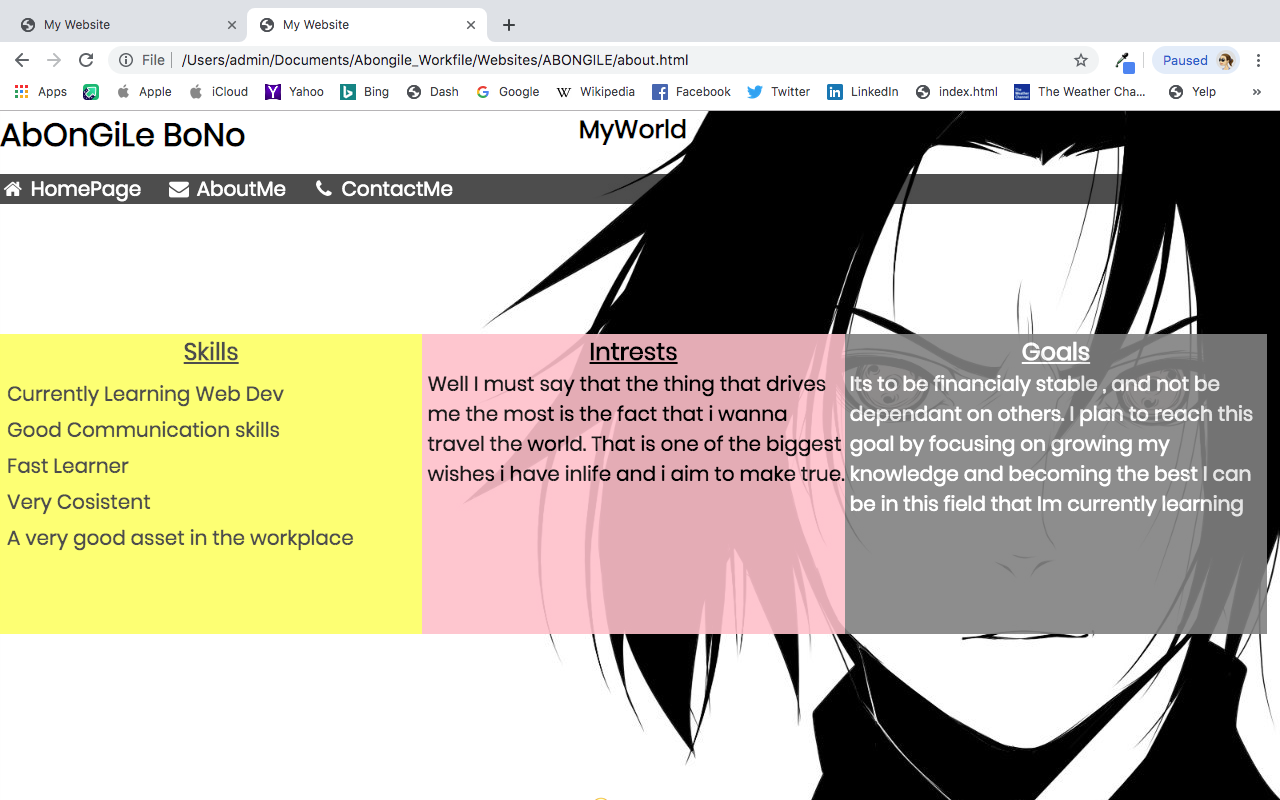 My Website
My Website
File /Users/admin/Documents/Abongile_Workfile/Websites/ABONGILE/about.html
Paused
Apps Apple iCloud Yahoo Bing Dash Google Wikipedia Facebook Twitter LinkedIn index.html The Weather Cha... Yelp »
AbOnGiLe BoNo
MyWorld
HomePage AboutMe ContactMe
Skills
Currently Learning Web Dev
Good Communication skills
Fast Learner
Very Cosistent
A very good asset in the workplace
Intrests
Well I must say that the thing that drives
me the most is the fact that i wanna
travel the world. That is one of the biggest
wishes i have inlife and i aim to make true.
Goals
Its to be financialy stable , and not be
dependant on others. I plan to reach this
goal by focusing on growing my
knowledge and becoming the best I can
be in this field that Im currently learning